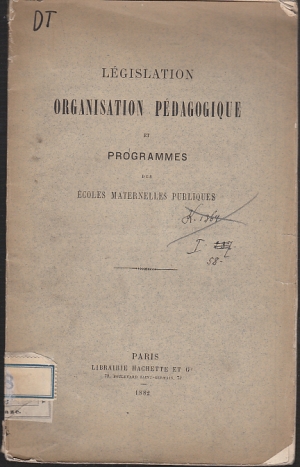 DT
LÉGISLATION
ORGANISATION PÉDAGOGIQUE
ET
PROGRAMMES
DES
ÉCOLES MATERNELLES PUBLIQUES
I.
58.
PARIS
LIBRAIRIE HACHETTE ET Cie
79, BOULEVARD SAINT-GERMAIN, 79
1882